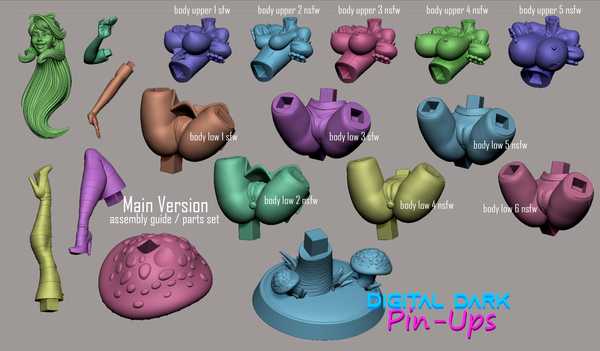 body upper 1 sfw
body upper 2 nsfw
body upper 3 nsfw
body upper 4 nsfw
body upper 5 nsfw
body low 1 sfw
body low 3 sfw
body low 5 nsfw
Main Version
assembly guide / parts set
body low 2 nsfw
body low 4 nsfw
body low 6 nsfw
DIGITAL DARK
Pin-Ups